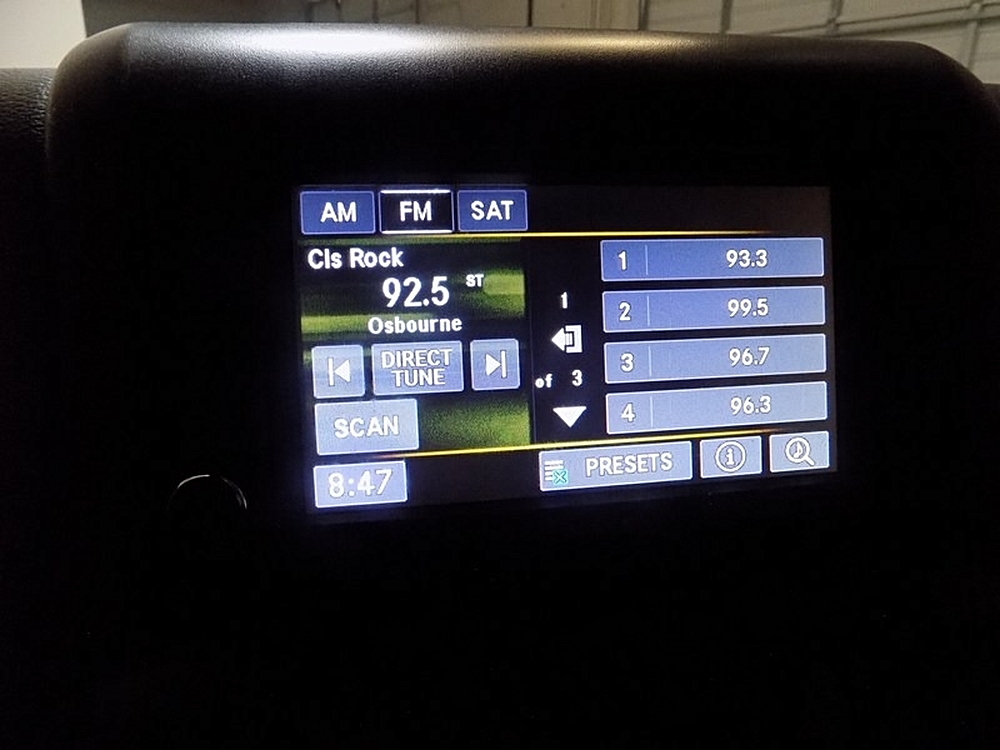 AM FM SAT
Cls Rock
92.5 ST
Osbourne
DIRECT
TUNE
SCAN
8:47
1
of 3
1 93.3
2 99.5
3 96.7
4 96.3
PRESETS
i